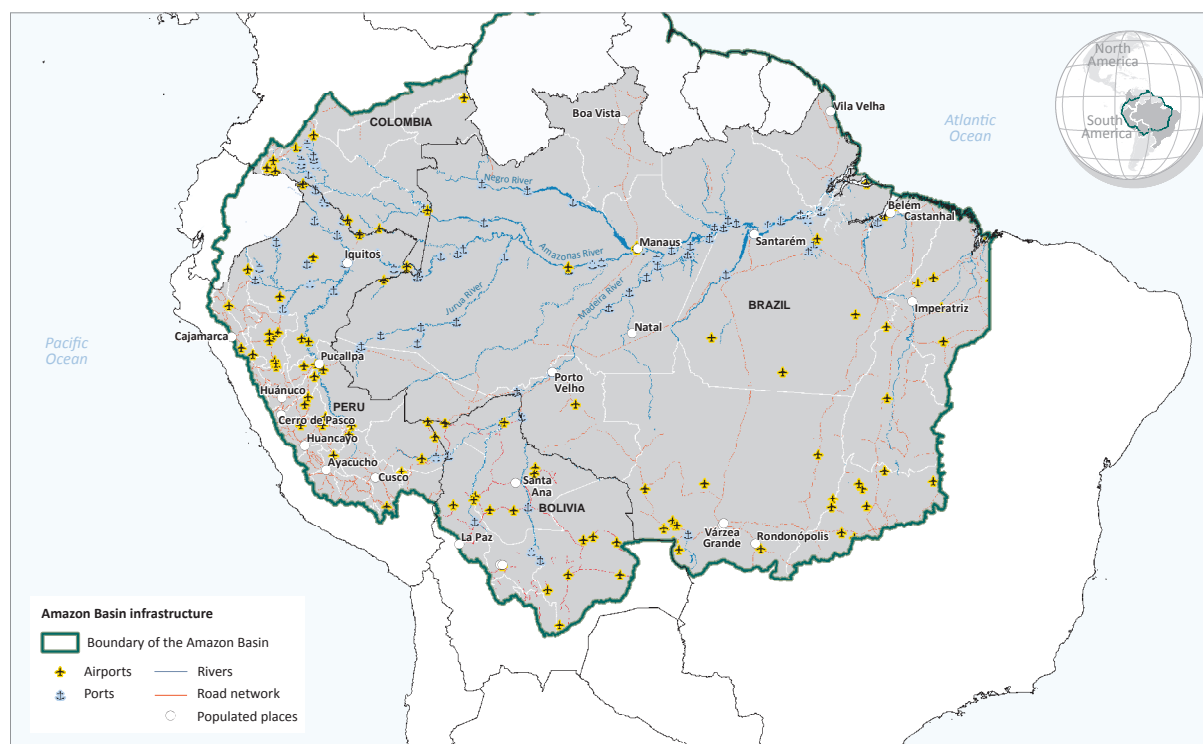 North
America
South
America
Atlantic
Ocean
Vila Velha
Boa Vista
COLOMBIA
Negro River
Belém
Castanhal
Manaus
Santarém
Iquitos
Amazonas River
Jurua River
Madeira River
BRAZIL
Imperatriz
Pacific
Ocean
Cajamarca
Natal
Pucallpa
Porto
Velho
Huánuco
PERU
Cerro de Pasco
Huancayo
Ayacucho
Cusco
Santa
Ana
BOLIVIA
La Paz
Várzea
Grande
Rondonópolis
Amazon Basin infrastructure
Boundary of the Amazon Basin
Airports
Rivers
Ports
Road network
Populated places